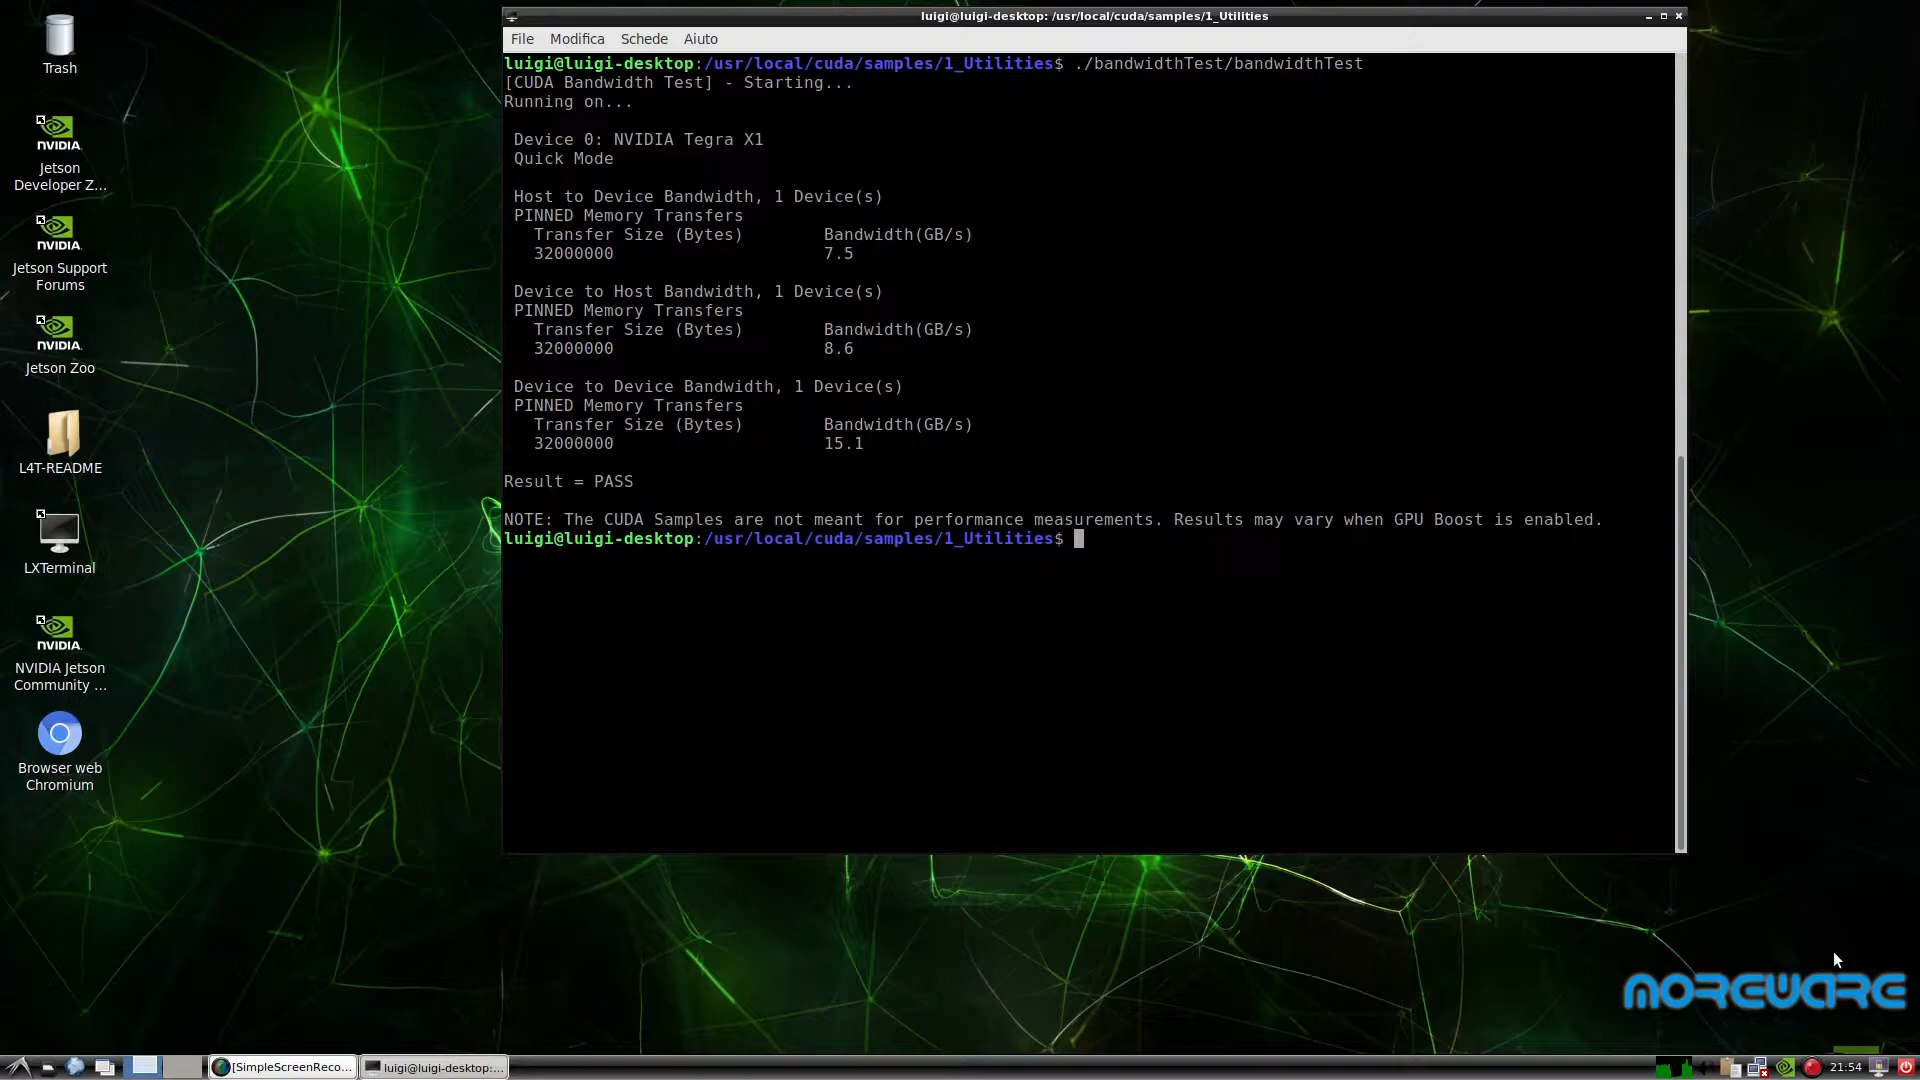 Trash
NVIDIA
Jetson
Developer Z...
NVIDIA
Jetson Support
Forums
NVIDIA
Jetson Zoo
L4T-README
LXTerminal
NVIDIA
NVIDIA Jetson
Community ...
Browser web
Chromium
luigi@luigi-desktop: /usr/local/cuda/samples/1_Utilities
File Modifica Schede Aiuto
luigi@luigi-desktop:/usr/local/cuda/samples/1_Utilities$ ./bandwidthTest/bandwidthTest
[CUDA Bandwidth Test] - Starting...
Running on...
Device 0: NVIDIA Tegra X1
Quick Mode
Host to Device Bandwidth, 1 Device(s)
PINNED Memory Transfers
Transfer Size (Bytes) Bandwidth(GB/s)
32000000 7.5
Device to Host Bandwidth, 1 Device(s)
PINNED Memory Transfers
Transfer Size (Bytes) Bandwidth(GB/s)
32000000 8.6
Device to Device Bandwidth, 1 Device(s)
PINNED Memory Transfers
Transfer Size (Bytes) Bandwidth(GB/s)
32000000 15.1
Result = PASS
NOTE: The CUDA Samples are not meant for performance measurements. Results may vary when GPU Boost is enabled.
luigi@luigi-desktop:/usr/local/cuda/samples/1_Utilities$
MOREWARE
[SimpleScreenReco... luigi@luigi-desktop:... 21:54